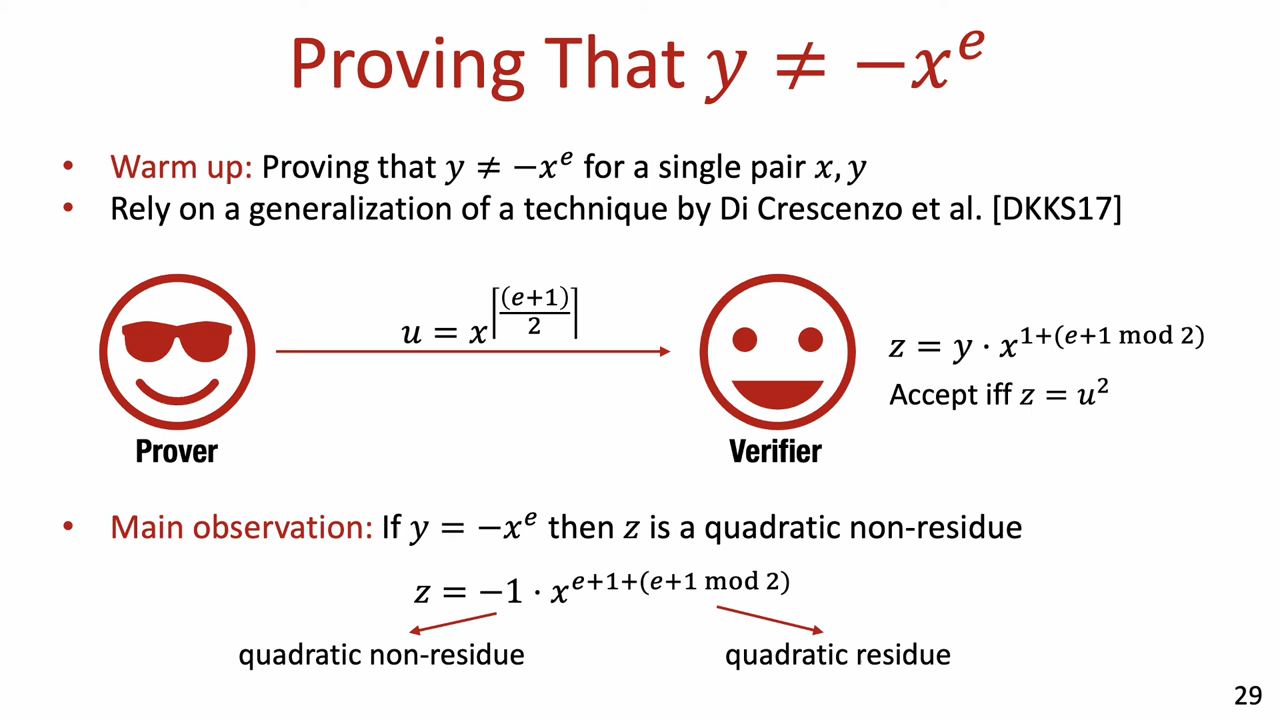 Proving That y ≠ −x^e
• Warm up: Proving that y ≠ −x^e for a single pair x, y
• Rely on a generalization of a technique by Di Crescenzo et al. [DKKS17]
u = x^⌈(e+1)/2⌉
z = y · x^{1+(e+1 mod 2)}
Accept iff z = u^2
Prover
Verifier
• Main observation: If y = −x^e then z is a quadratic non-residue
z = −1 · x^{e+1+(e+1 mod 2)}
quadratic non-residue
quadratic residue
29